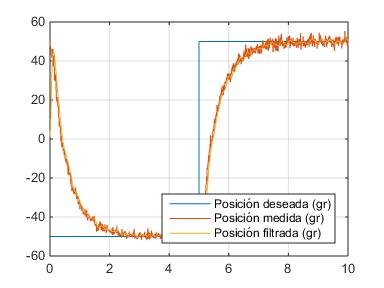 60
40
20
0
-20
-40
-60
Posición deseada (gr)
Posición medida (gr)
Posición filtrada (gr)
0 2 4 6 8 10